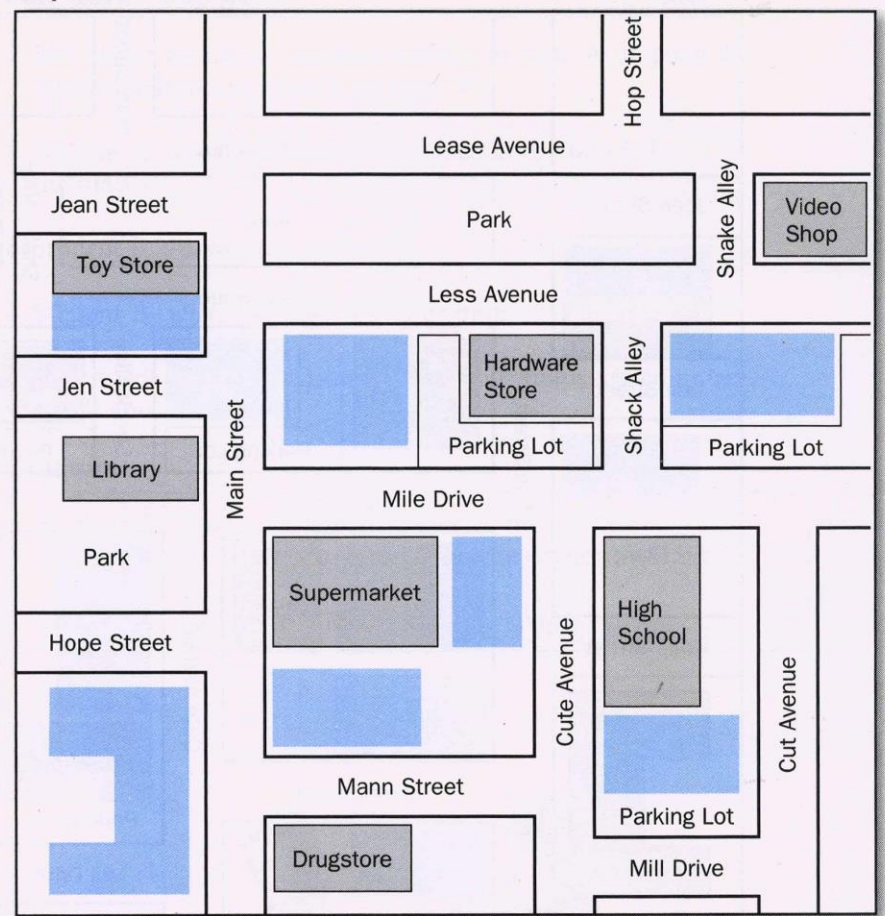 Hop Street
Lease Avenue
Jean Street
Park
Shake Alley
Video
Shop
Toy Store
Less Avenue
Jen Street
Hardware
Store
Shack Alley
Parking Lot
Parking Lot
Library
Main Street
Mile Drive
Park
Supermarket
High
School
Hope Street
Cute Avenue
Cut Avenue
Mann Street
Parking Lot
Drugstore
Mill Drive